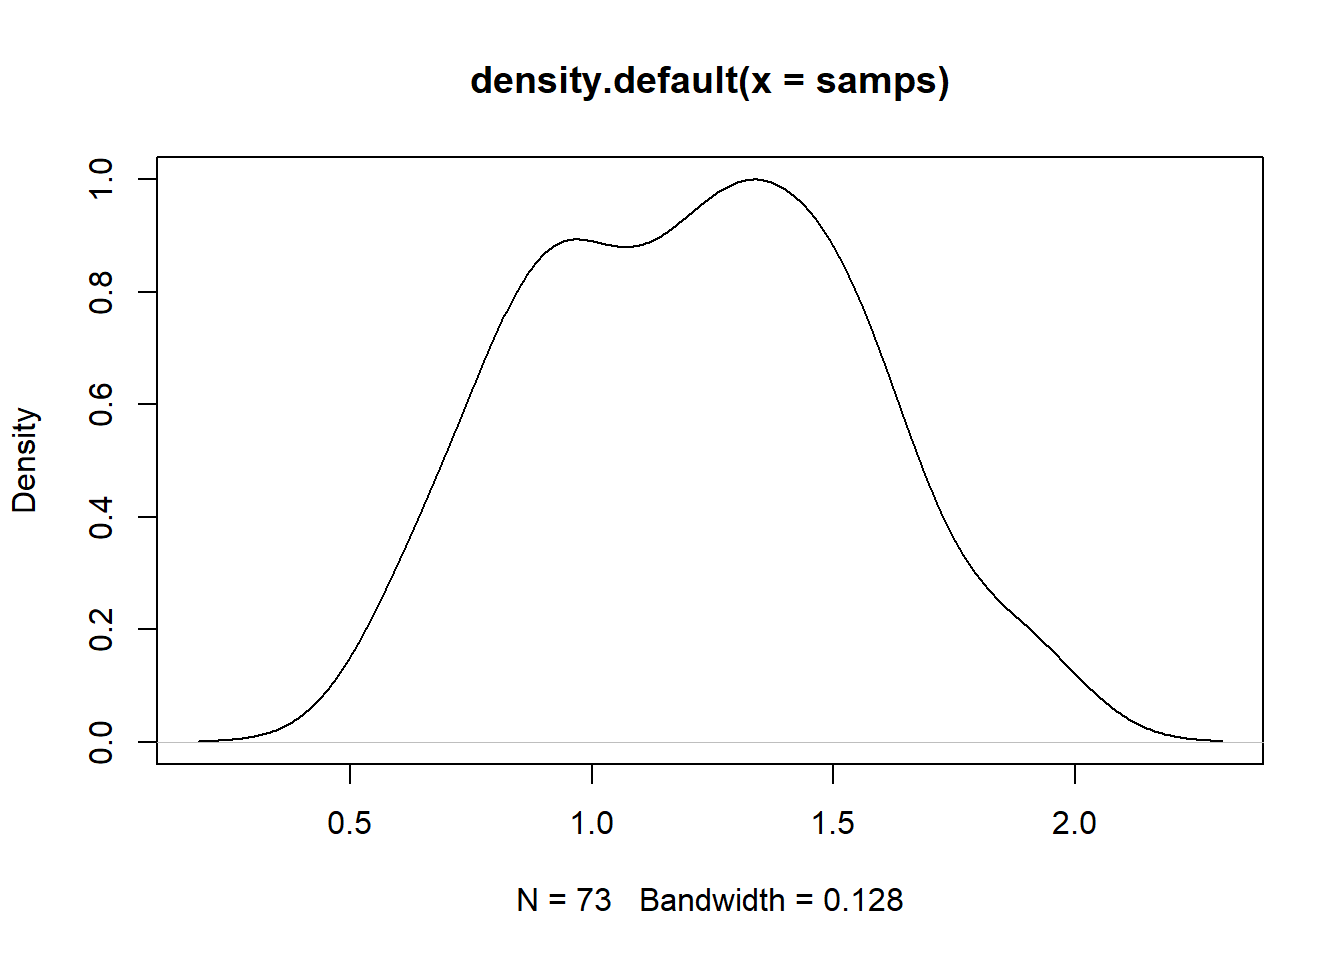 density.default(x = samps)
Density
1.0
0.8
0.6
0.4
0.2
0.0
0.5 1.0 1.5 2.0
N = 73 Bandwidth = 0.128